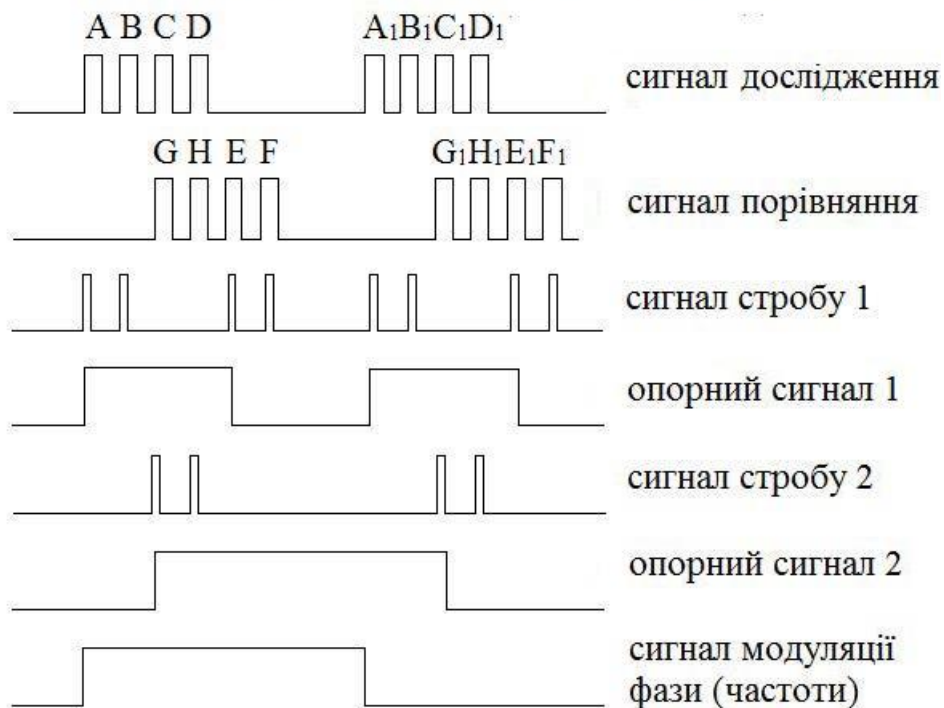 A B C D A₁B₁C₁D₁
сигнал дослідження
G H E F G₁H₁E₁F₁
сигнал порівняння
сигнал стробу 1
опорний сигнал 1
сигнал стробу 2
опорний сигнал 2
сигнал модуляції
фази (частоти)